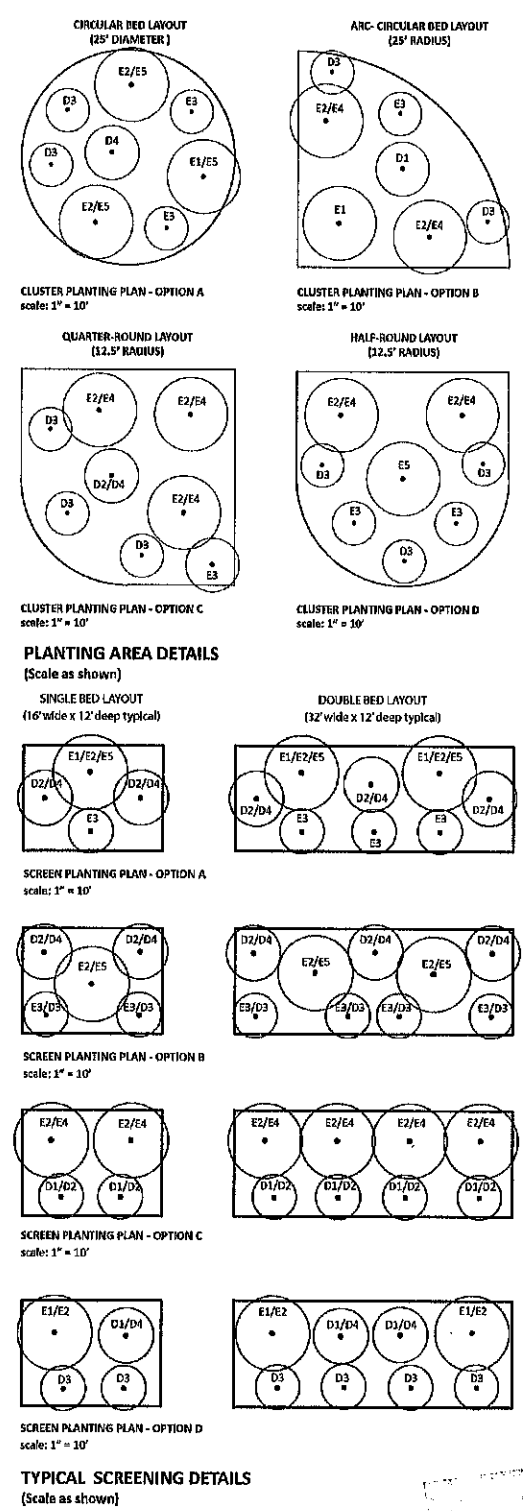 CIRCULAR BED LAYOUT
(25' DIAMETER )
E2/E5
D3
E3
D4
D3
E1/E5
E2/E5
E3
CLUSTER PLANTING PLAN - OPTION A
scale: 1" = 10'
ARC- CIRCULAR BED LAYOUT
(25' RADIUS)
D3
E2/E4
E3
D1
E1
E2/E4
D3
CLUSTER PLANTING PLAN - OPTION B
scale: 1" = 10'
QUARTER-ROUND LAYOUT
(12.5' RADIUS)
E2/E4
E2/E4
D3
D2/D4
D3
E2/E4
D3
E3
CLUSTER PLANTING PLAN - OPTION C
scale: 1" = 10'
HALF-ROUND LAYOUT
(12.5' RADIUS)
E2/E4
E2/E4
D3
E5
D3
E3
E3
D3
CLUSTER PLANTING PLAN - OPTION D
scale: 1" = 10'
PLANTING AREA DETAILS
(Scale as shown)
SINGLE BED LAYOUT
(16' wide x 12' deep typical)
DOUBLE BED LAYOUT
(32' wide x 12' deep typical)
E1/E2/E5
D2/D4
D2/D4
E3
E1/E2/E5
E1/E2/E5
D2/D4
D2/D4
D2/D4
E3
E3
E3
SCREEN PLANTING PLAN - OPTION A
scale: 1" = 10'
D2/D4
D2/D4
E2/E5
E3/D3
E3/D3
D2/D4
D2/D4
D2/D4
E2/E5
E2/E5
E3/D3
E3/D3
E3/D3
E3/D3
SCREEN PLANTING PLAN - OPTION B
scale: 1" = 10'
E2/E4
E2/E4
D1/D2
D1/D2
E2/E4
E2/E4
E2/E4
E2/E4
D1/D2
D1/D2
D1/D2
D1/D2
SCREEN PLANTING PLAN - OPTION C
scale: 1" = 10'
E1/E2
D1/D4
D3
D3
E1/E2
D1/D4
D1/D4
E1/E2
D3
D3
D3
D3
SCREEN PLANTING PLAN - OPTION D
scale: 1" = 10'
TYPICAL SCREENING DETAILS
(Scale as shown)